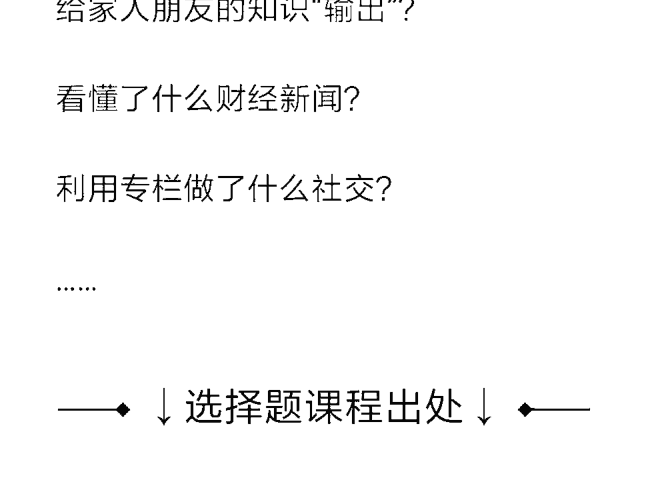 给家人朋友的知识“输出”？
看懂了什么财经新闻？
利用专栏做了什么社交？
……
↓选择题课程出处↓